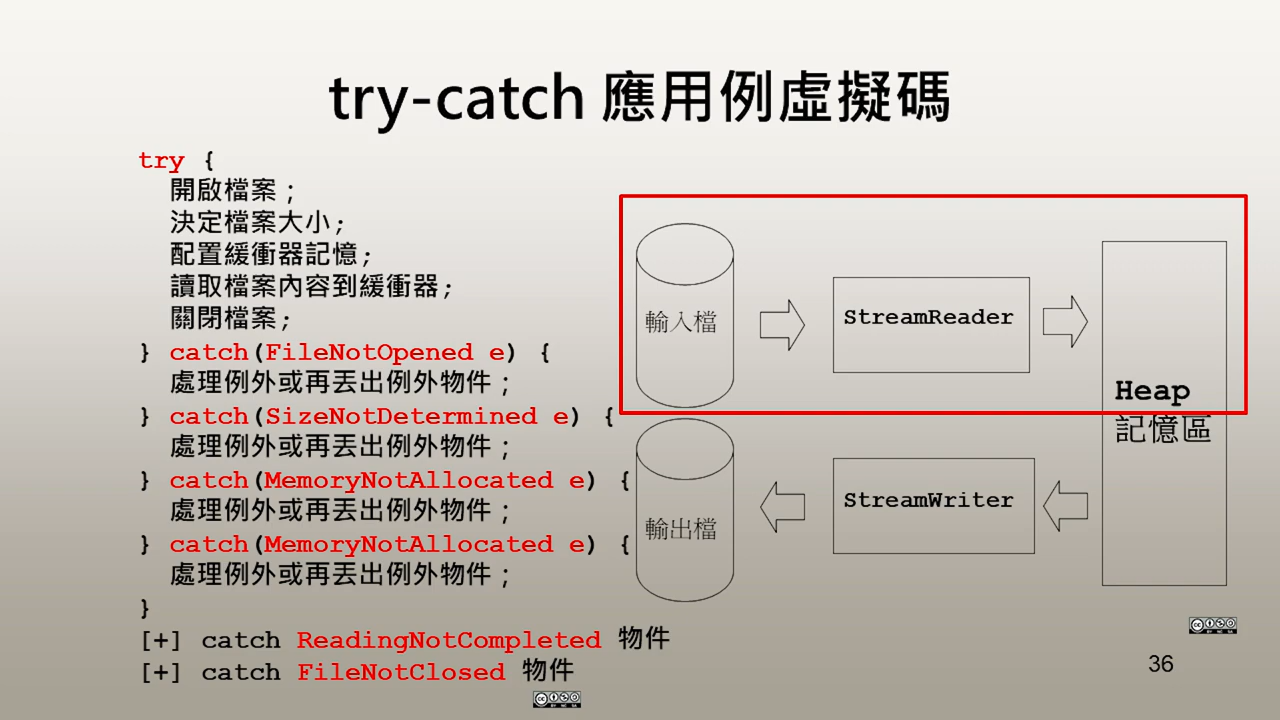 try-catch 應用例虛擬碼
try {
開啟檔案；
決定檔案大小;
配置緩衝器記憶;
讀取檔案內容到緩衝器;
關閉檔案;
} catch(FileNotOpened e) {
處理例外或再丟出例外物件；
} catch(SizeNotDetermined e) {
處理例外或再丟出例外物件；
} catch(MemoryNotAllocated e) {
處理例外或再丟出例外物件；
} catch(MemoryNotAllocated e) {
處理例外或再丟出例外物件；
}
[+] catch ReadingNotCompleted 物件
[+] catch FileNotClosed 物件
輸入檔
StreamReader
Heap
記憶區
輸出檔
StreamWriter
36